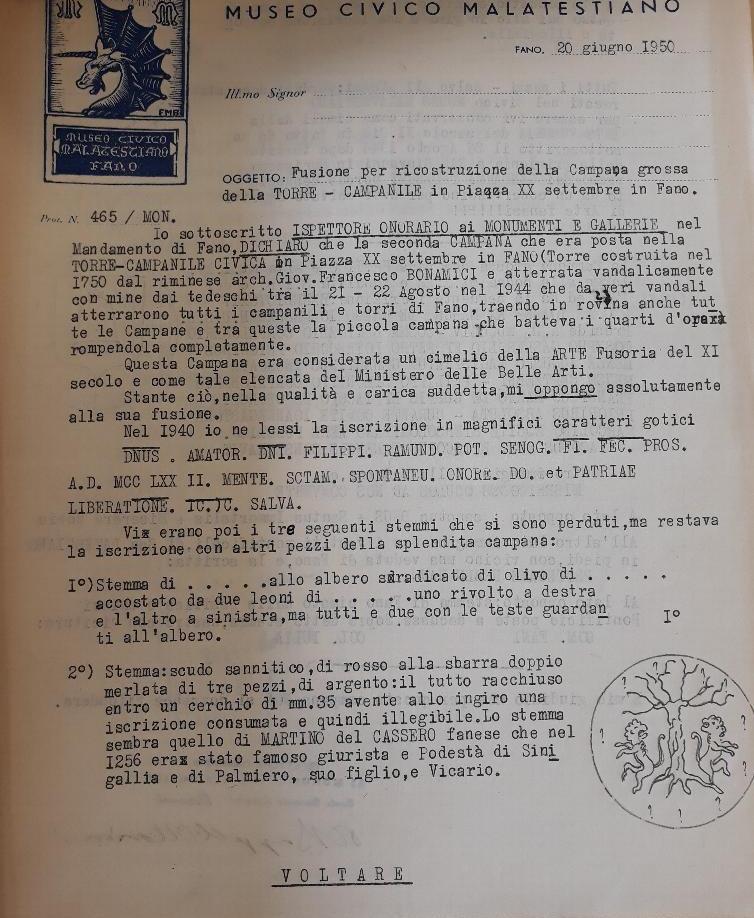 MUSEO CIVICO MALATESTIANO
FANO, 20 giugno 1950
Ill.mo Signor
FMB
MUSEO CIVICO
MALATESTIANO
FANO
OGGETTO: Fusione per ricostruzione della Campana grossa
della TORRE - CAMPANILE in Piazza XX settembre in Fano.
Prot. N. 465 / MON.
Io sottoscritto ISPETTORE ONORARIO ai MONUMENTI E GALLERIE nel
Mandamento di Fano,DICHIARO che la seconda CAMPANA che era posta nella
TORRE-CAMPANILE CIVICA in Piazza XX settembre in FANO(Torre costruita nel
I750 dal riminese arch.Giov.Francesco BONAMICI e atterrata vandalicamente
con mine dai tedeschi tra il 2I - 22 Agosto nel 1944 che da veri vandali
atterrarono tutti i campanili e torri di Fano,traendo in rovina anche tut
te le Campane e tra queste la piccola campana che batteva i quarti d'ora
rompendola completamente.
Questa Campana era considerata un cimelio della ARTE Fusoria del XI
secolo e come tale elencata del Ministero delle Belle Arti.
Stante ciò,nella qualità e carica suddetta,mi oppongo assolutamente
alla sua fusione.
Nel I940 io ne lessi la iscrizione in magnifici caratteri gotici
DNUS . AMATOR. DNI. FILIPPI. RAMUND. POT. SENOG. FI. FEC. PROS.
A.D. MCC LXX II. MENTE. SCTAM. SPONTANEU. ONORE. DO. et PATRIAE
LIBERATIONE. IC.IC. SALVA.
Vi erano poi i tre seguenti stemmi che si sono perduti,ma restava
la iscrizione con altri pezzi della splendita campana:
I°)Stemma di . . . . .allo albero sradicato di olivo di . . . . .
accostato da due leoni di . . . . .uno rivolto a destra
e l'altro a sinistra,ma tutti e due con le teste guardan
ti all'albero.
I°
2°) Stemma:scudo sannitico,di rosso alla sbarra doppio
merlata di tre pezzi,di argento:il tutto racchiuso
entro un cerchio di mm.35 avente allo ingiro una
iscrizione consumata e quindi illegibile.Lo stemma
sembra quello di MARTINO del CASSERO fanese che nel
I256 era stato famoso giurista e Podestà di Sini
gallia e di Palmiero, suo figlio,e Vicario.
? ? ? ? ? ? ? ? ?
V O L T A R E